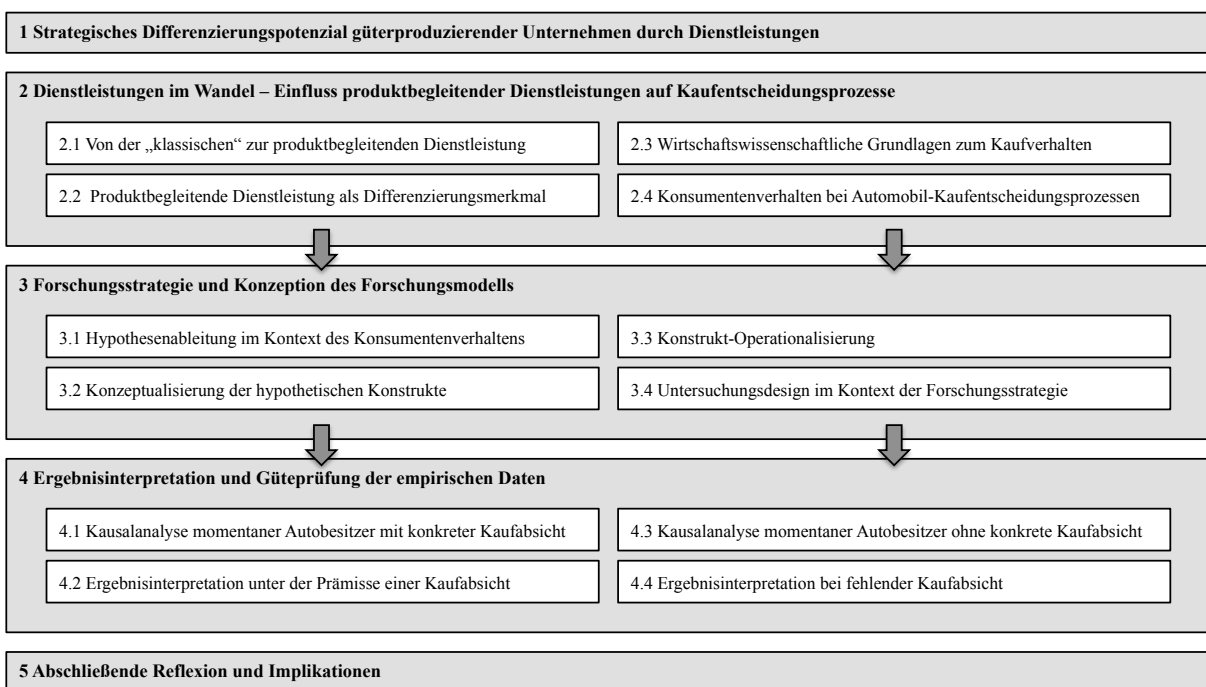 1 Strategisches Differenzierungspotenzial güterproduzierender Unternehmen durch Dienstleistungen
2 Dienstleistungen im Wandel – Einfluss produktbegleitender Dienstleistungen auf Kaufentscheidungsprozesse
2.1 Von der „klassischen“ zur produktbegleitenden Dienstleistung
2.2 Produktbegleitende Dienstleistung als Differenzierungsmerkmal
2.3 Wirtschaftswissenschaftliche Grundlagen zum Kaufverhalten
2.4 Konsumentenverhalten bei Automobil-Kaufentscheidungsprozessen
3 Forschungsstrategie und Konzeption des Forschungsmodells
3.1 Hypothesenableitung im Kontext des Konsumentenverhaltens
3.2 Konzeptualisierung der hypothetischen Konstrukte
3.3 Konstrukt-Operationalisierung
3.4 Untersuchungsdesign im Kontext der Forschungsstrategie
4 Ergebnisinterpretation und Güteprüfung der empirischen Daten
4.1 Kausalanalyse momentaner Autobesitzer mit konkreter Kaufabsicht
4.2 Ergebnisinterpretation unter der Prämisse einer Kaufabsicht
4.3 Kausalanalyse momentaner Autobesitzer ohne konkrete Kaufabsicht
4.4 Ergebnisinterpretation bei fehlender Kaufabsicht
5 Abschließende Reflexion und Implikationen